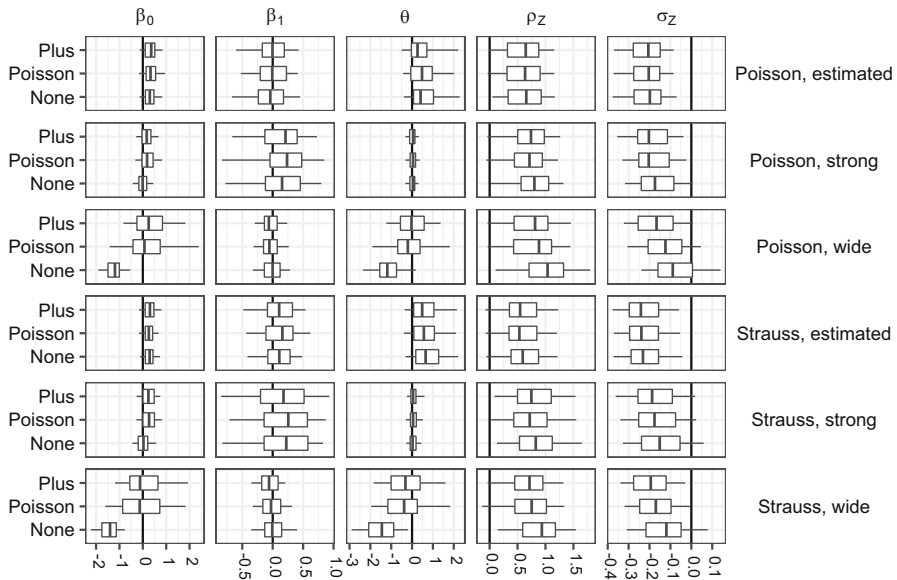 β0 β1 θ ρZ σZ
Plus
Poisson
None
Poisson, estimated
Plus
Poisson
None
Poisson, strong
Plus
Poisson
None
Poisson, wide
Plus
Poisson
None
Strauss, estimated
Plus
Poisson
None
Strauss, strong
Plus
Poisson
None
Strauss, wide
-2 -1 0 1 2 -0.5 0.0 0.5 1.0 -3 -2 -1 0 1 2 0.0 0.5 1.0 1.5 -0.4 -0.3 -0.2 -0.1 0.0 0.1